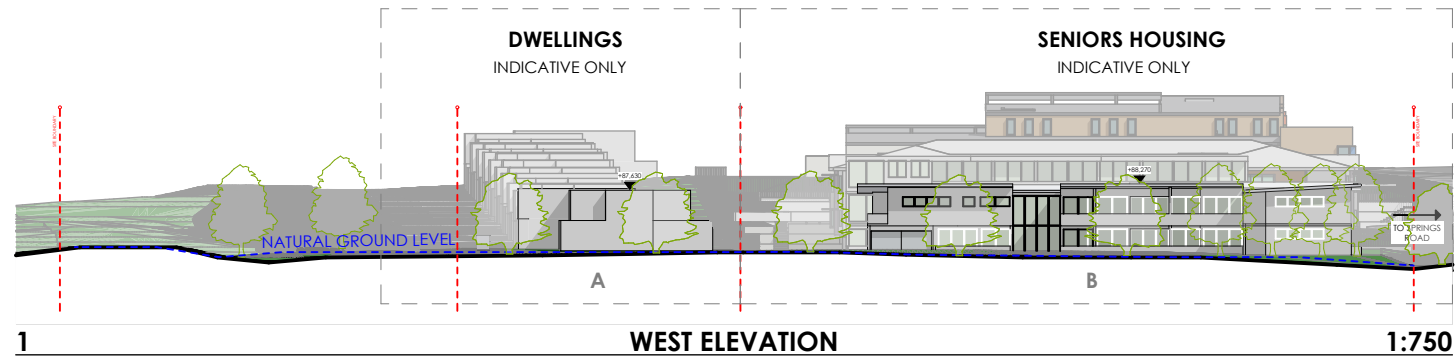 DWELLINGS
INDICATIVE ONLY
SENIORS HOUSING
INDICATIVE ONLY
+87.630
+88.270
NATURAL GROUND LEVEL
TO SPRINGS
ROAD
A
B
1
WEST ELEVATION
1:750